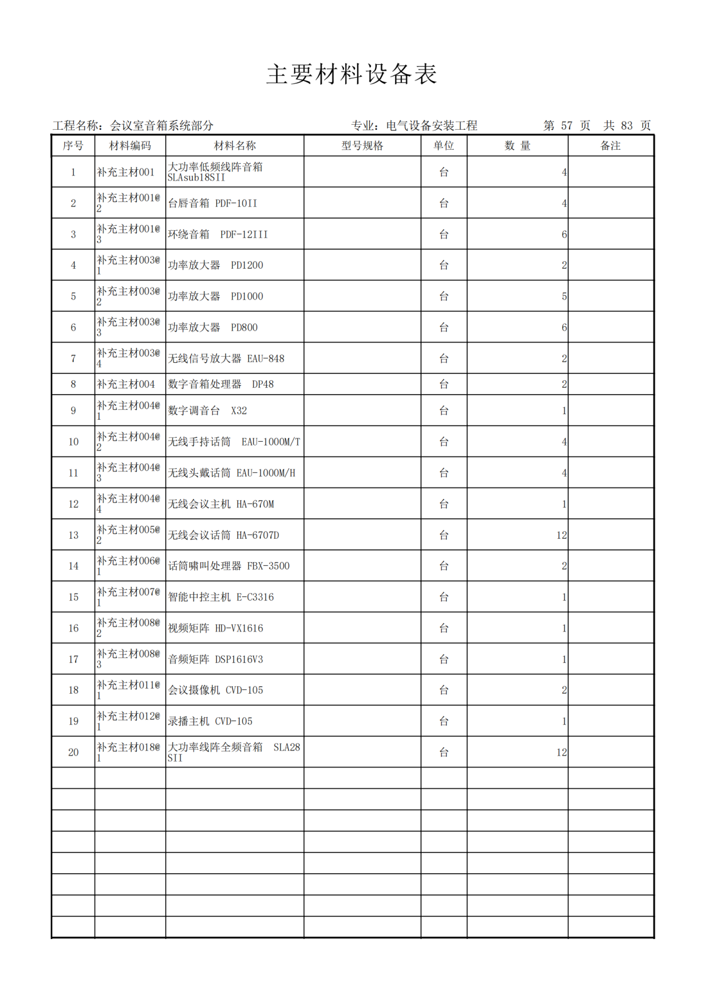 主要材料设备表
工程名称：会议室音箱系统部分 专业：电气设备安装工程 第 57 页 共 83 页
序号 材料编码 材料名称 型号规格 单位 数 量 备注
1 补充主材001 大功率低频线阵音箱 台 4
SLAsub18SII
2 补充主材001@ 台唇音箱 PDF-10II 台 4
2
3 补充主材001@ 环绕音箱 PDF-12III 台 6
3
4 补充主材003@ 功率放大器 PD1200 台 2
1
5 补充主材003@ 功率放大器 PD1000 台 5
2
6 补充主材003@ 功率放大器 PD800 台 6
3
7 补充主材003@ 无线信号放大器 EAU-848 台 2
4
8 补充主材004 数字音箱处理器 DP48 台 2
9 补充主材004@ 数字调音台 X32 台 1
1
10 补充主材004@ 无线手持话筒 EAU-1000M/T 台 4
2
11 补充主材004@ 无线头戴话筒 EAU-1000M/H 台 4
3
12 补充主材004@ 无线会议主机 HA-670M 台 1
4
13 补充主材005@ 无线会议话筒 HA-6707D 台 12
2
14 补充主材006@ 话筒啸叫处理器 FBX-3500 台 2
1
15 补充主材007@ 智能中控主机 E-C3316 台 1
1
16 补充主材008@ 视频矩阵 HD-VX1616 台 1
2
17 补充主材008@ 音频矩阵 DSP1616V3 台 1
3
18 补充主材011@ 会议摄像机 CVD-105 台 2
1
19 补充主材012@ 录播主机 CVD-105 台 1
1
20 补充主材018@ 大功率线阵全频音箱 SLA28 台 12
1 SII